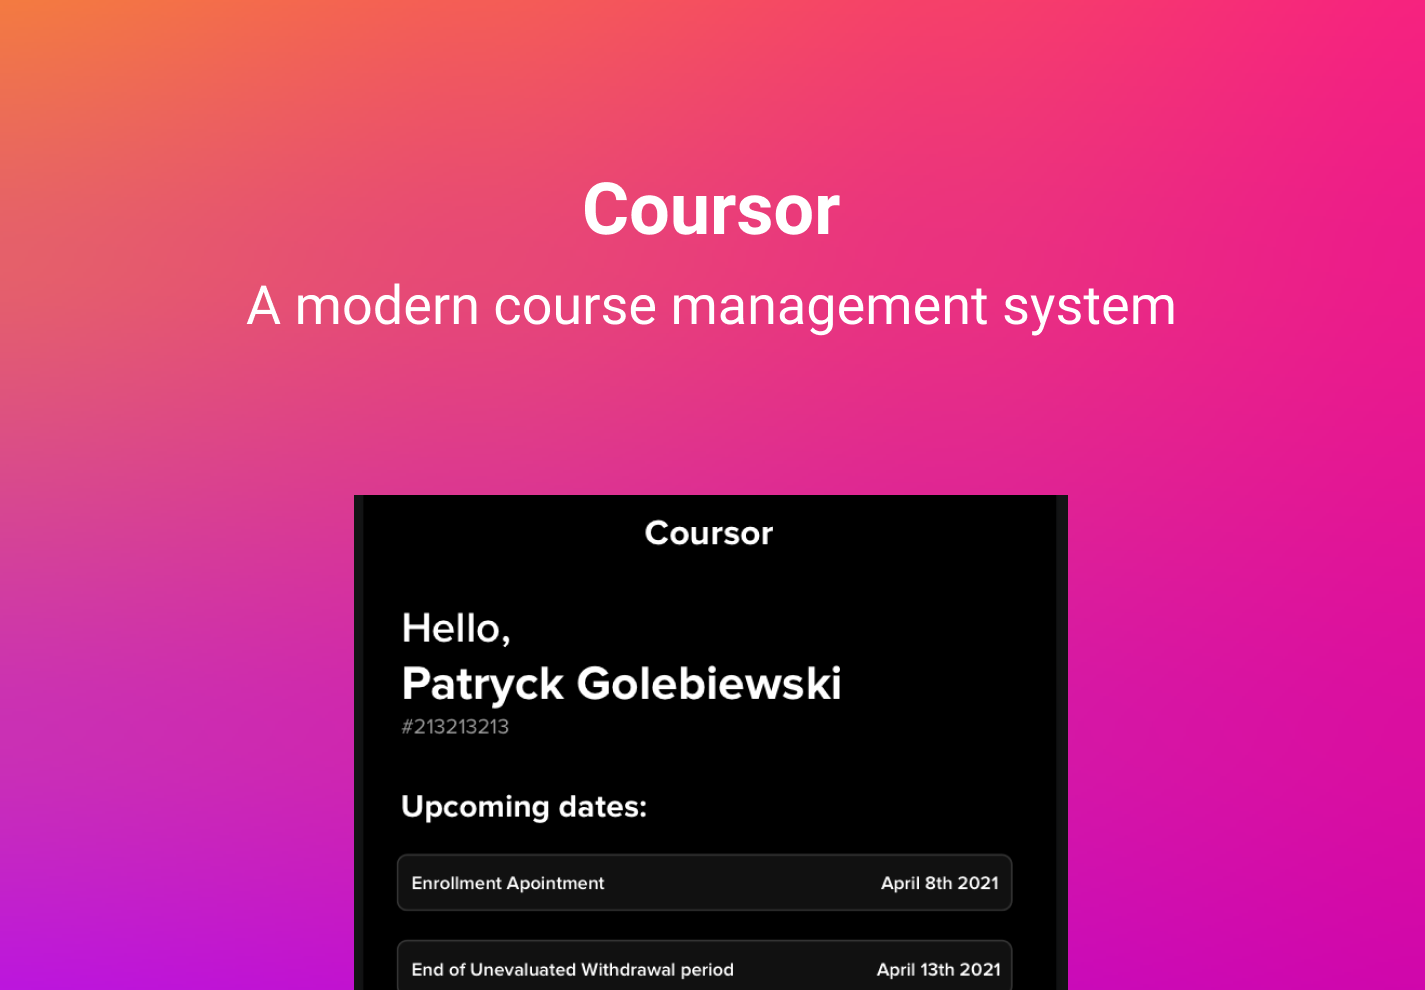 Coursor
A modern course management system
Coursor
Hello,
Patryck Golebiewski
#213213213
Upcoming dates:
Enrollment Apointment April 8th 2021
End of Unevaluated Withdrawal period April 13th 2021